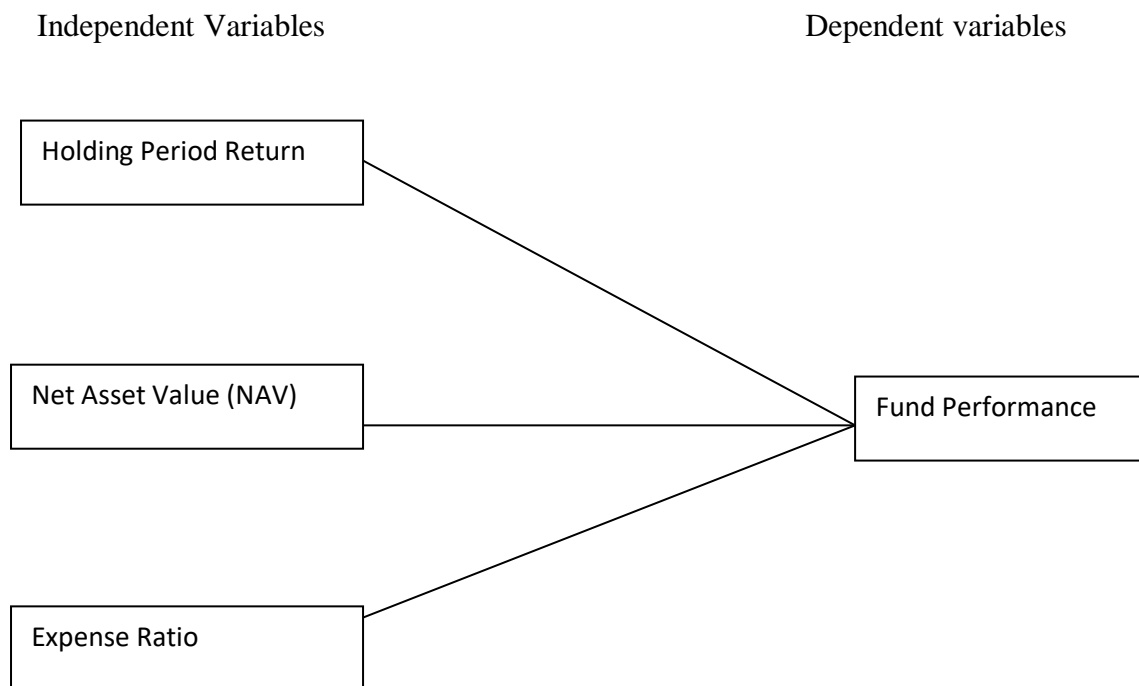 Independent Variables
Dependent variables
Holding Period Return
Net Asset Value (NAV)
Fund Performance
Expense Ratio